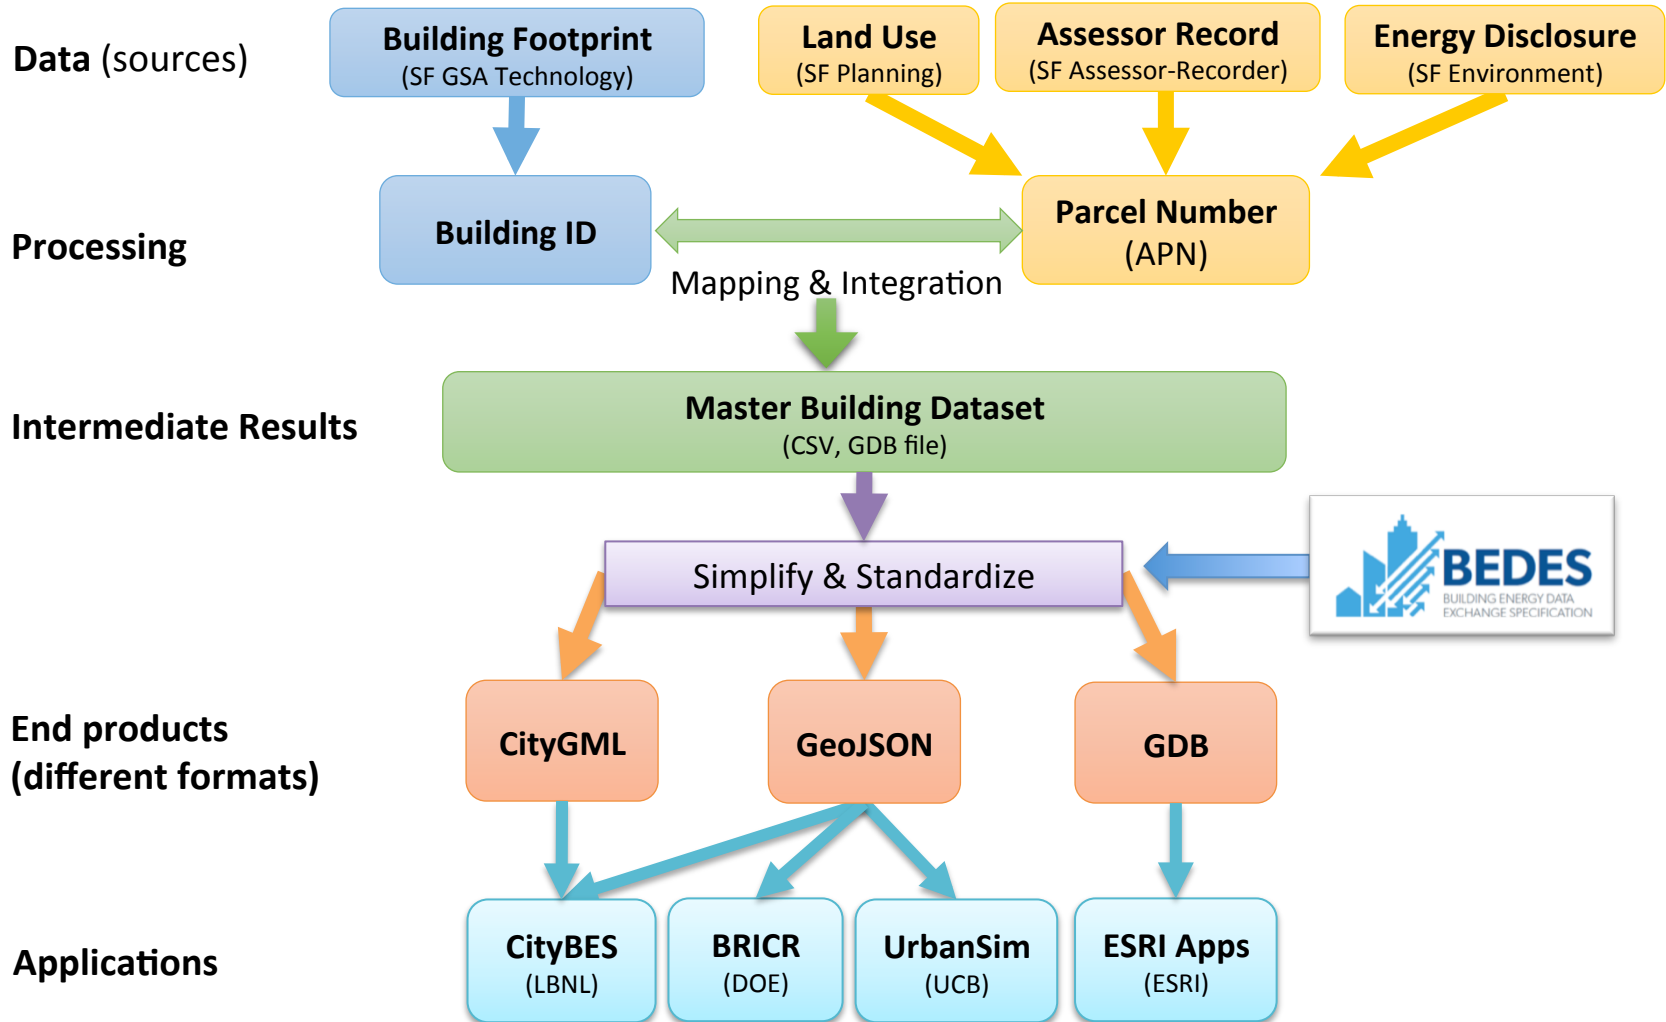 Data (sources)
Building Footprint
(SF GSA Technology)
Land Use
(SF Planning)
Assessor Record
(SF Assessor-Recorder)
Energy Disclosure
(SF Environment)
Processing
Building ID
Mapping & Integration
Parcel Number
(APN)
Intermediate Results
Master Building Dataset
(CSV, GDB file)
Simplify & Standardize
BEDES
BUILDING ENERGY DATA
EXCHANGE SPECIFICATION
End products
(different formats)
CityGML
GeoJSON
GDB
Applications
CityBES
(LBNL)
BRICR
(DOE)
UrbanSim
(UCB)
ESRI Apps
(ESRI)